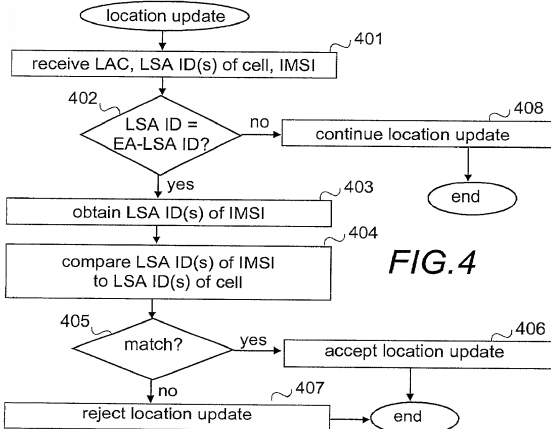 location update
401
receive LAC, LSA ID(s) of cell, IMSI
402
LSA ID =
EA-LSA ID?
no
408
continue location update
yes
end
403
obtain LSA ID(s) of IMSI
404
compare LSA ID(s) of IMSI
to LSA ID(s) of cell
FIG.4
405
match?
yes
406
accept location update
no
407
reject location update
end